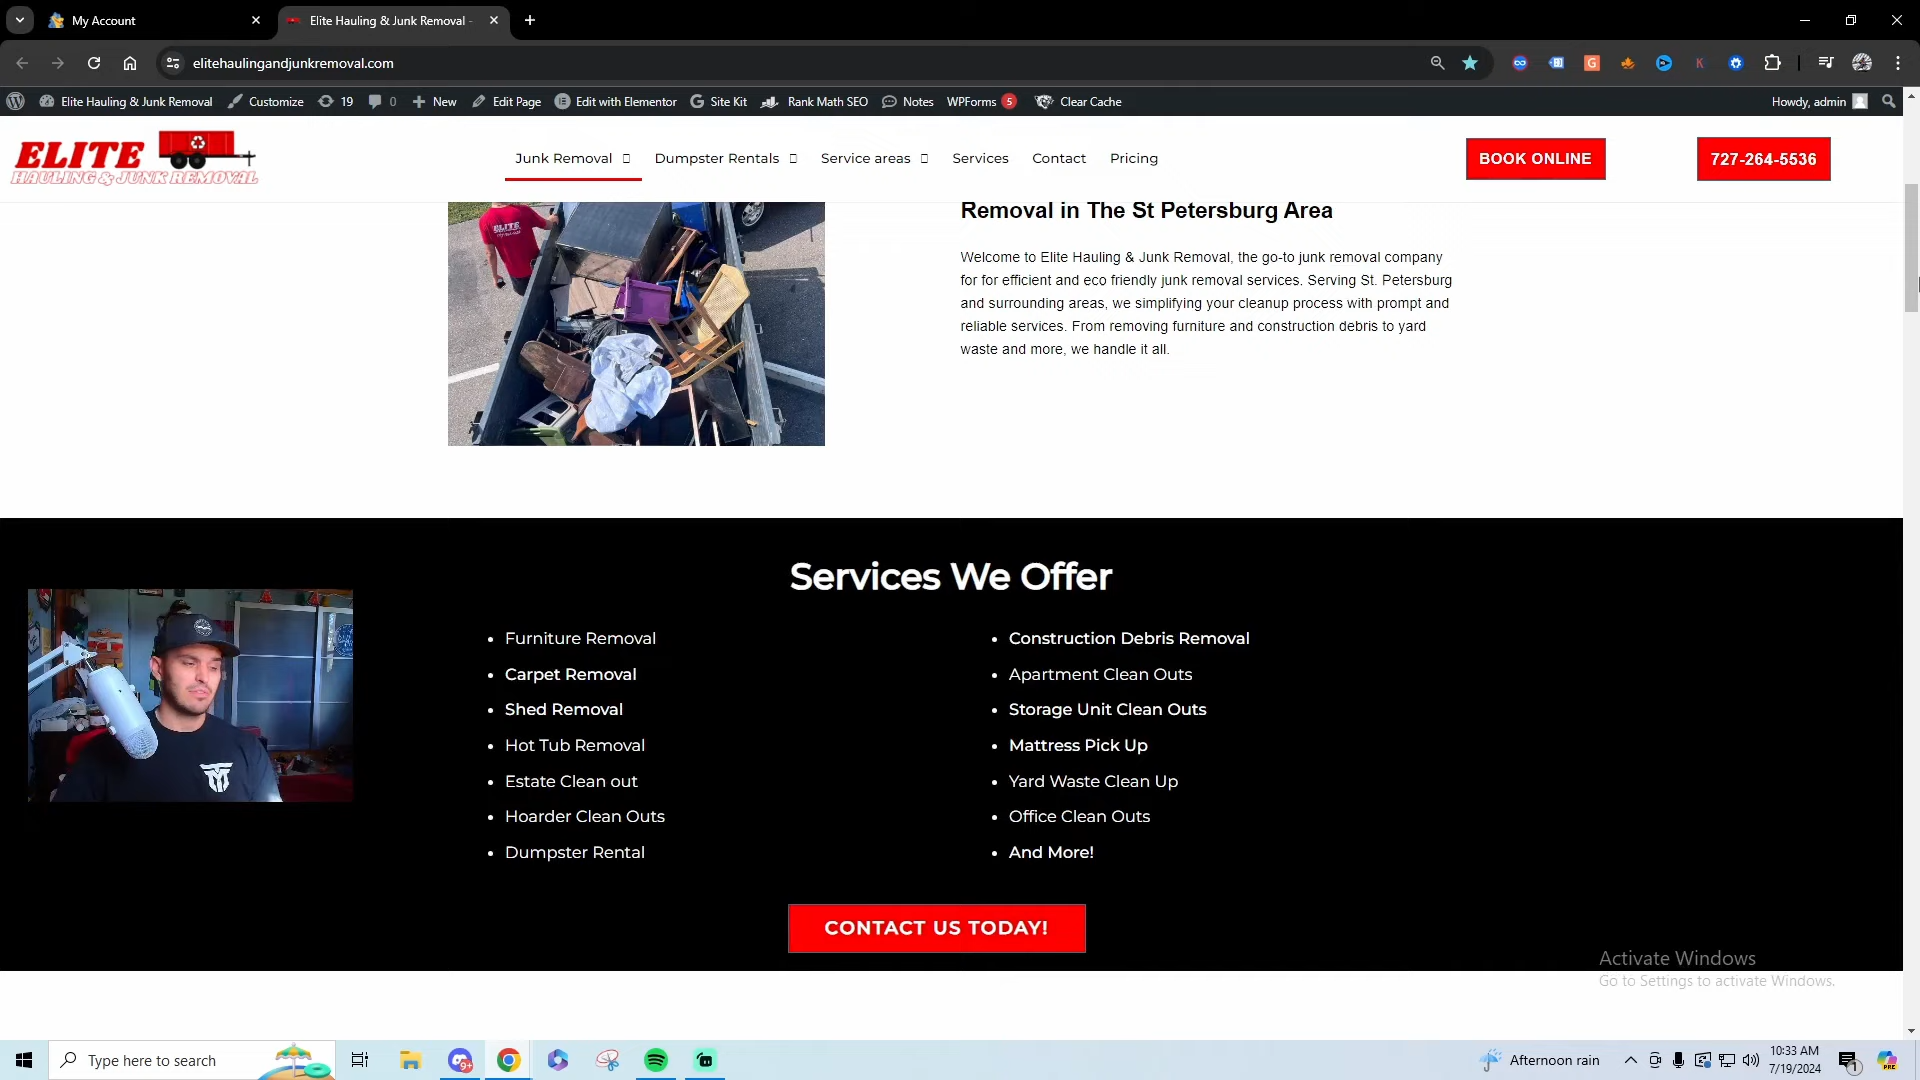 My Account
Elite Hauling & Junk Removal -
elitehaulingandjunkremoval.com
Elite Hauling & Junk Removal
Customize
19
0
New
Edit Page
Edit with Elementor
Site Kit
Rank Math SEO
Notes
WPForms 5
Clear Cache
Howdy, admin
ELITE
HAULING & JUNK REMOVAL
Junk Removal
Dumpster Rentals
Service areas
Services
Contact
Pricing
BOOK ONLINE
727-264-5536
ELITE
Removal in The St Petersburg Area
Welcome to Elite Hauling & Junk Removal, the go-to junk removal company
for for efficient and eco friendly junk removal services. Serving St. Petersburg
and surrounding areas, we simplifying your cleanup process with prompt and
reliable services. From removing furniture and construction debris to yard
waste and more, we handle it all.
Services We Offer
Furniture Removal
Carpet Removal
Shed Removal
Hot Tub Removal
Estate Clean out
Hoarder Clean Outs
Dumpster Rental
Construction Debris Removal
Apartment Clean Outs
Storage Unit Clean Outs
Mattress Pick Up
Yard Waste Clean Up
Office Clean Outs
And More!
CONTACT US TODAY!
Activate Windows
Go to Settings to activate Windows.
Type here to search
9+
Afternoon rain
10:33 AM
7/19/2024
1
PRE